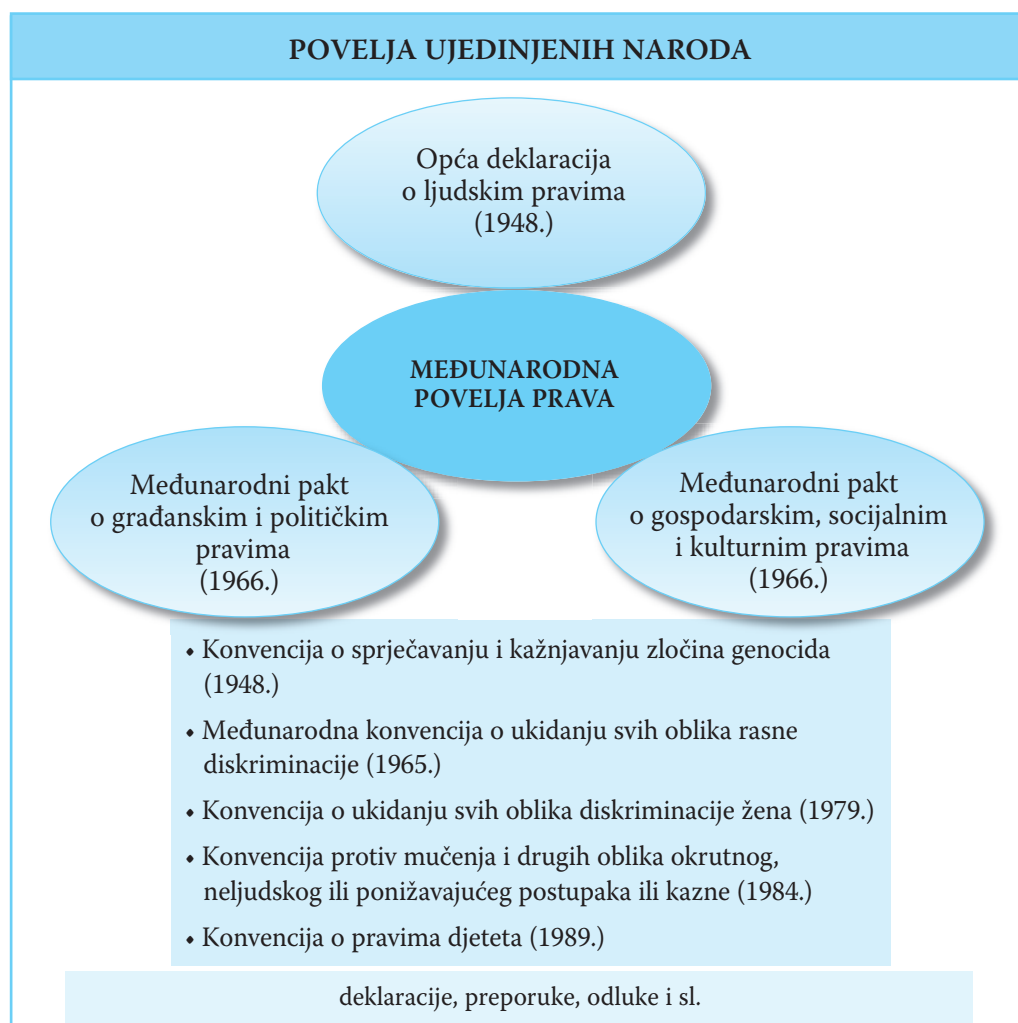 POVELJA UJEDINJENIH NARODA
Opća deklaracija
o ljudskim pravima
(1948.)
MEĐUNARODNA
POVELJA PRAVA
Međunarodni pakt
o građanskim i političkim
pravima
(1966.)
Međunarodni pakt
o gospodarskim, socijalnim
i kulturnim pravima
(1966.)
• Konvencija o sprječavanju i kažnjavanju zločina genocida
(1948.)
• Međunarodna konvencija o ukidanju svih oblika rasne
diskriminacije (1965.)
• Konvencija o ukidanju svih oblika diskriminacije žena (1979.)
• Konvencija protiv mučenja i drugih oblika okrutnog,
neljudskog ili ponižavajućeg postupaka ili kazne (1984.)
• Konvencija o pravima djeteta (1989.)
deklaracije, preporuke, odluke i sl.